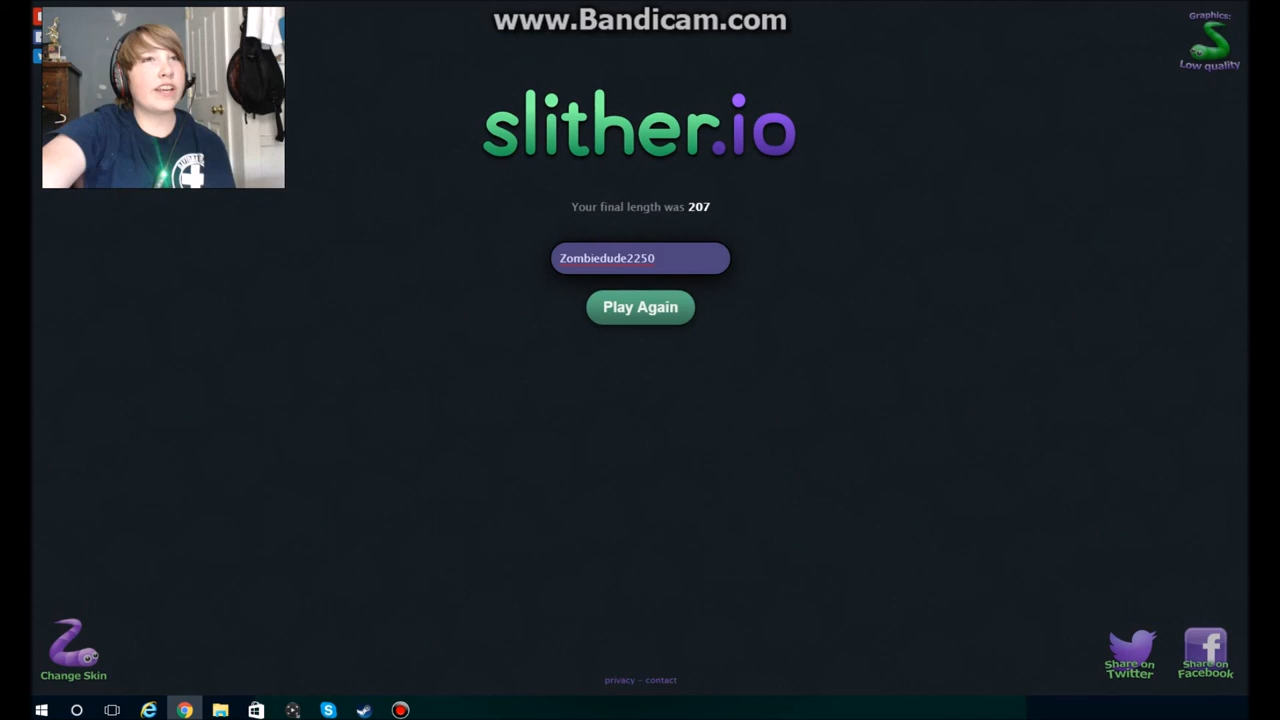 www.Bandicam.com
Graphics:
Low quality
slither.io
Your final length was 207
Zombiedude2250
Play Again
Change Skin
privacy - contact
Share on
Twitter
Share on
Facebook